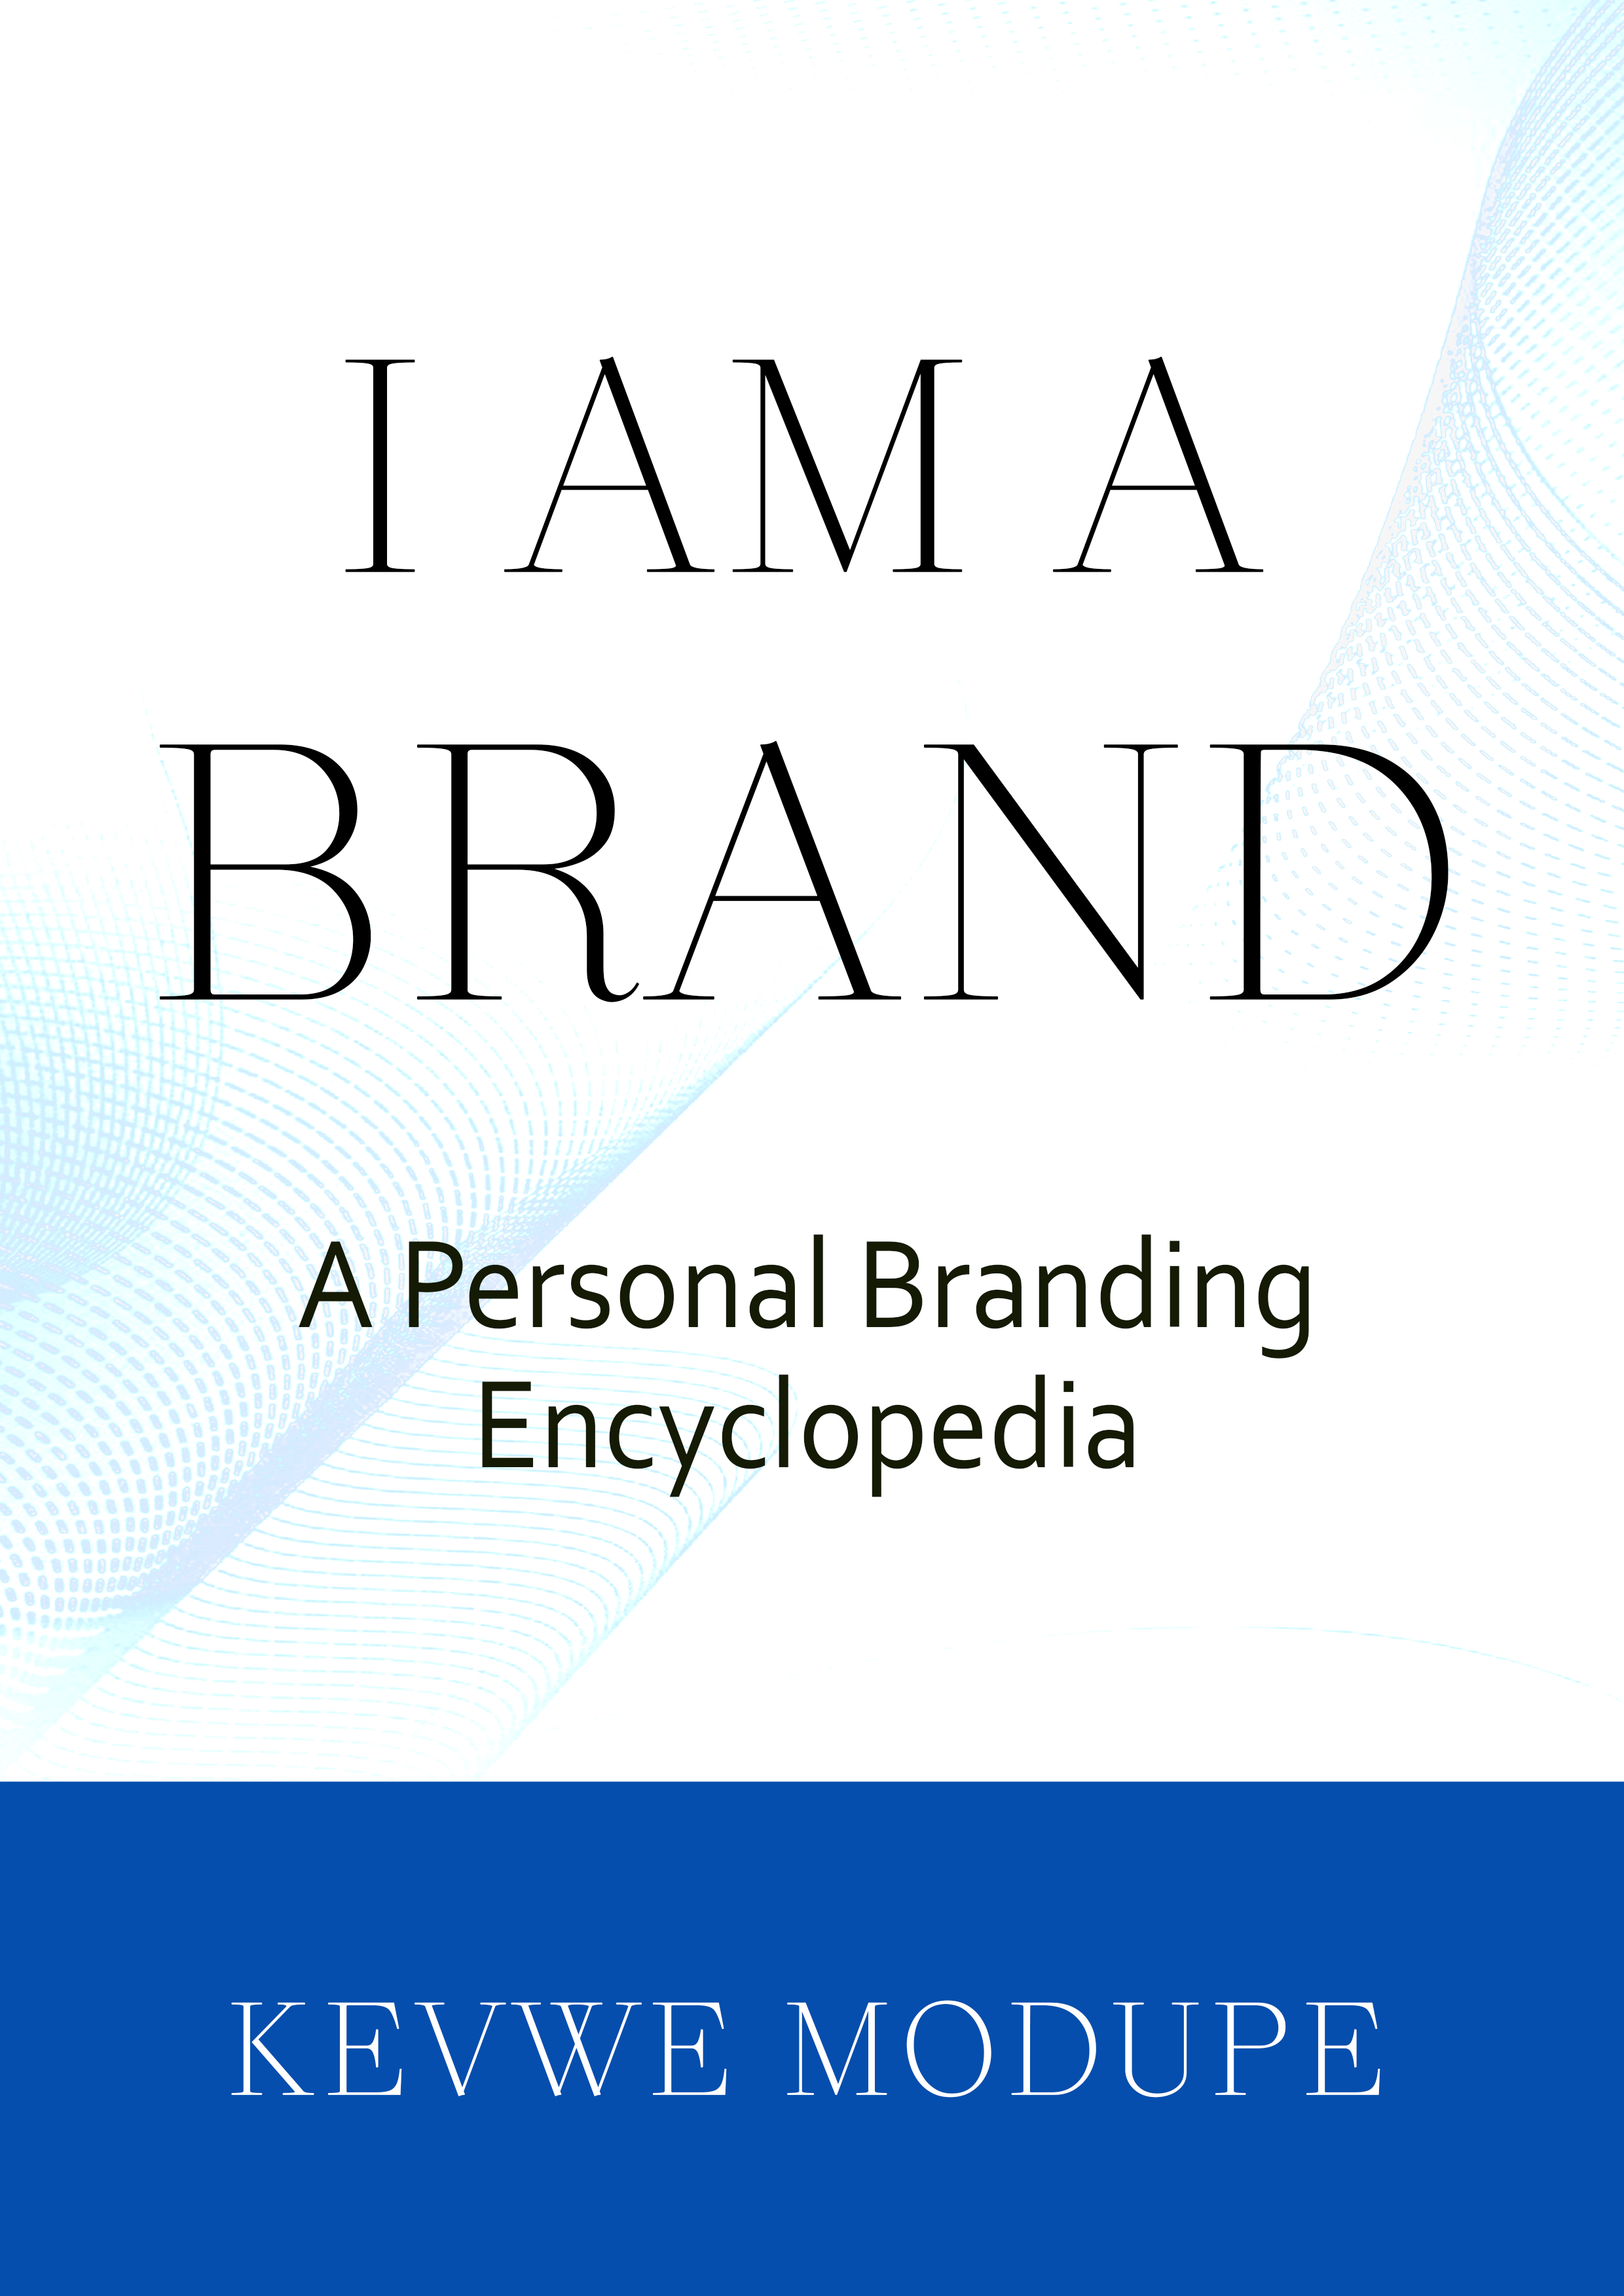 I AM A
BRAND
A Personal Branding
Encyclopedia
KEVWE MODUPE